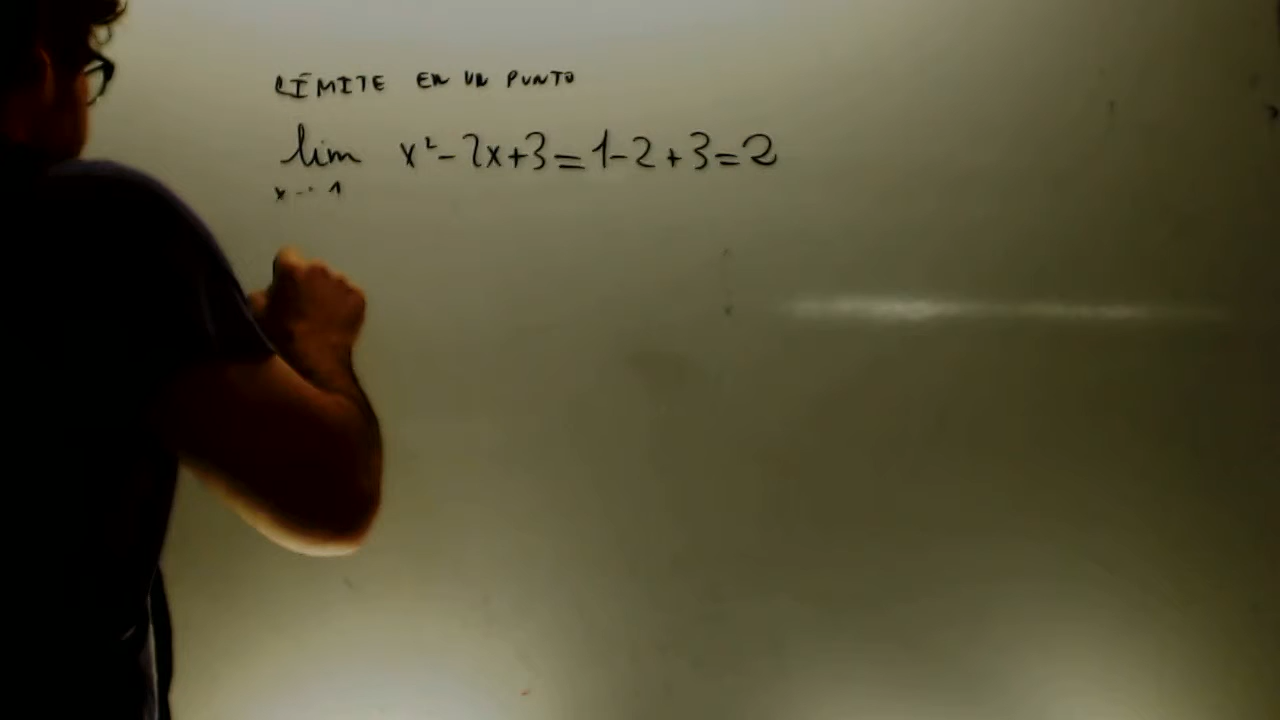 LÍMITE EN UN PUNTO
lim x² - 2x + 3 = 1 - 2 + 3 = 2
x → 1